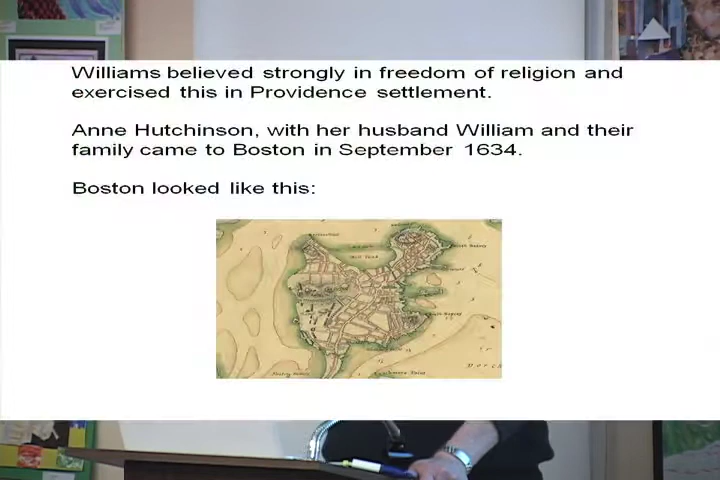 Williams believed strongly in freedom of religion and
exercised this in Providence settlement.
Anne Hutchinson, with her husband William and their
family came to Boston in September 1634.
Boston looked like this: